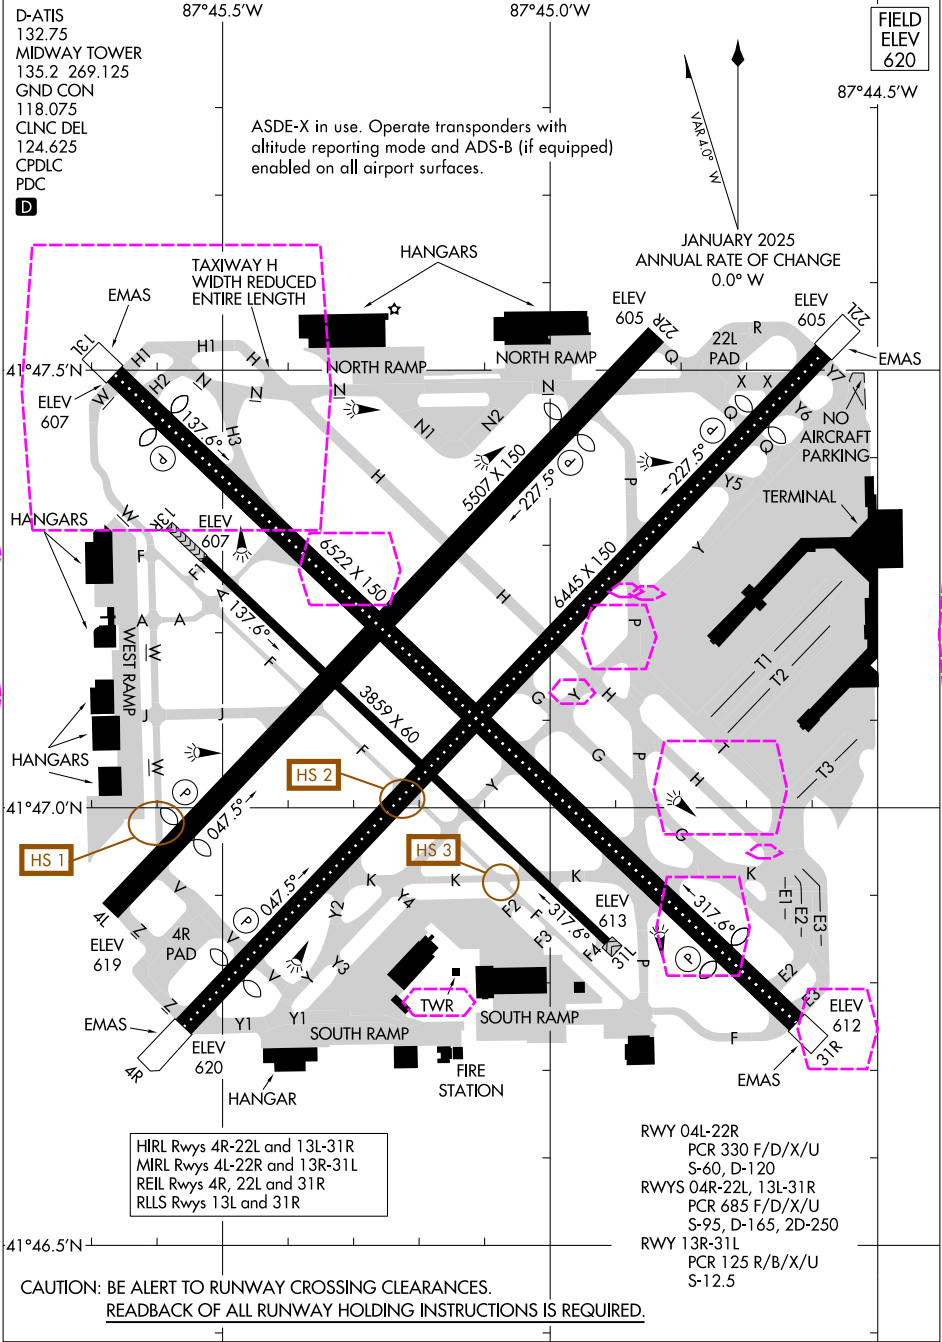 D-ATIS
132.75
MIDWAY TOWER
135.2 269.125
GND CON
118.075
CLNC DEL
124.625
CPDLC
PDC
D
87°45.5'W
87°45.0'W
FIELD
ELEV
620
87°44.5'W
ASDE-X in use. Operate transponders with
altitude reporting mode and ADS-B (if equipped)
enabled on all airport surfaces.
VAR 4.0° W
JANUARY 2025
ANNUAL RATE OF CHANGE
0.0° W
HANGARS
TAXIWAY H
WIDTH REDUCED
ENTIRE LENGTH
EMAS
ELEV
605
22R
22L
PAD
R
ELEV
605
22L
EMAS
13L
H1
H1
H
H2
N
N
N
N
NORTH RAMP
NORTH RAMP
Q
X
X
Y7
41°47.5'N
ELEV
607
W
P
137.6°
H3
N1
N2
H
5507 X 150
227.5°
P
P
227.5°
P
Q
Q
Y6
Y5
NO
AIRCRAFT
PARKING
TERMINAL
HANGARS
W
13R
ELEV
607
F
F
6522 X 150
6445 X 150
Y
H
A
A
A
137.6°
W
WEST RAMP
F
P
T1
T2
T3
T
3859 X 60
J
J
F
G
Y
H
G
P
H
G
HANGARS
W
HS 2
Y
P
HS 1
047.5°
41°47.0'N
HS 3
K
K
K
E1
E2
E3
4L
Z
V
ELEV
619
4R
PAD
V
P
047.5°
V
Y
Y2
Y3
Y4
E2
F
F3
317.6°
F4
31L
ELEV
613
P
317.6°
P
E2
E3
Z
EMAS
4R
ELEV
620
Y1
Y1
SOUTH RAMP
TWR
SOUTH RAMP
F
ELEV
612
31R
EMAS
HANGAR
FIRE
STATION
HIRL Rwys 4R-22L and 13L-31R
MIRL Rwys 4L-22R and 13R-31L
REIL Rwys 4R, 22L and 31R
RLLS Rwys 13L and 31R
RWY 04L-22R
PCR 330 F/D/X/U
S-60, D-120
RWYS 04R-22L, 13L-31R
PCR 685 F/D/X/U
S-95, D-165, 2D-250
RWY 13R-31L
PCR 125 R/B/X/U
S-12.5
41°46.5'N
CAUTION: BE ALERT TO RUNWAY CROSSING CLEARANCES.
READBACK OF ALL RUNWAY HOLDING INSTRUCTIONS IS REQUIRED.